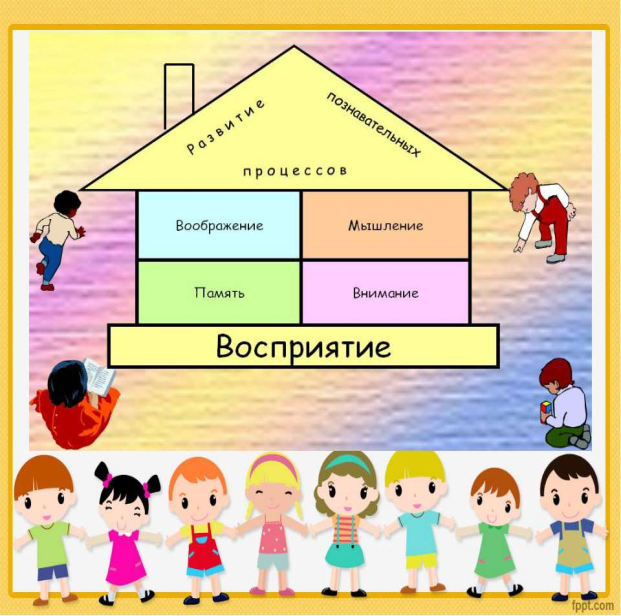 Развитие
познавательных
процессов
Воображение
Мышление
Память
Внимание
Восприятие
fppt.com